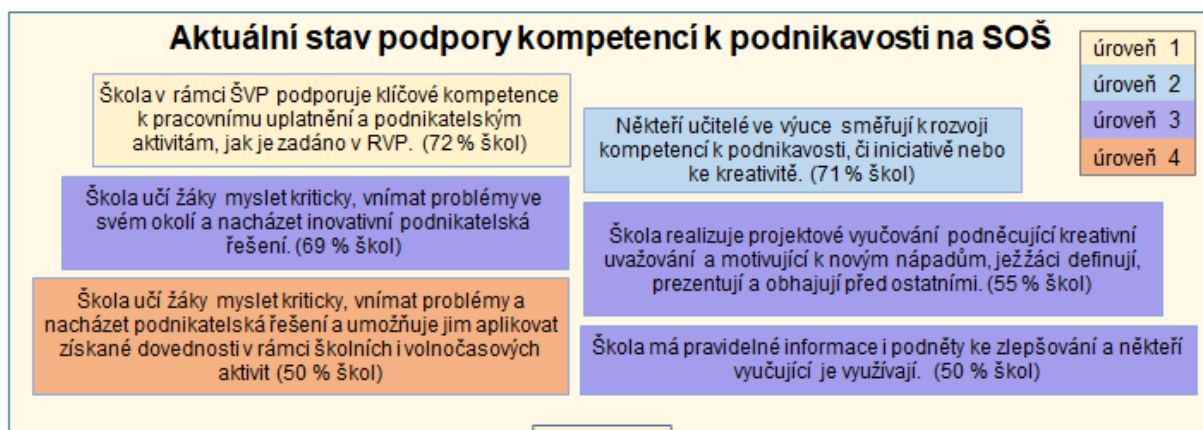 Aktuální stav podpory kompetencí k podnikavosti na SOŠ
úroveň 1
úroveň 2
úroveň 3
úroveň 4
Škola v rámci ŠVP podporuje klíčové kompetence
k pracovnímu uplatnění a podnikatelským
aktivitám, jak je zadáno v RVP. (72 % škol)
Někteří učitelé ve výuce směřují k rozvoji
kompetencí k podnikavosti, či iniciativě nebo
ke kreativitě. (71 % škol)
Škola učí žáky myslet kriticky, vnímat problémy ve
svém okolí a nacházet inovativní podnikatelská
řešení. (69 % škol)
Škola realizuje projektové vyučování podněcující kreativní
uvažování a motivující k novým nápadům, jež žáci definují,
prezentují a obhajují před ostatními. (55 % škol)
Škola učí žáky myslet kriticky, vnímat problémy a
nacházet podnikatelská řešení a umožňuje jim aplikovat
získané dovednosti v rámci školních i volnočasových
aktivit (50 % škol)
Škola má pravidelné informace i podněty ke zlepšování a někteří
vyučující je využívají. (50 % škol)